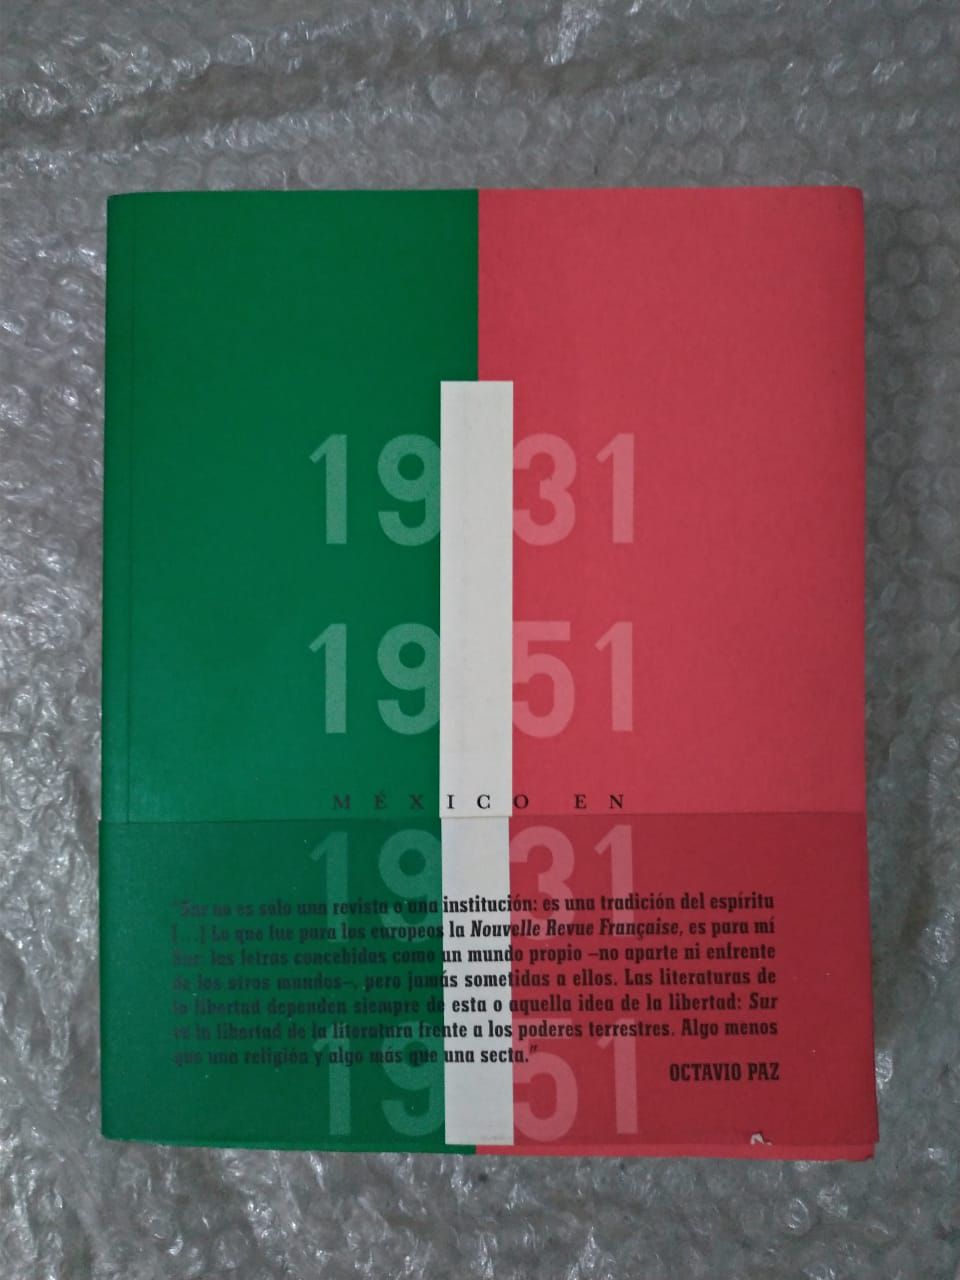 1931
1951
MÉXICO EN
1931
"Sur no es solo una revista o una institución: es una tradición del espíritu
[...] Lo que fue para los europeos la Nouvelle Revue Française, es para mí
Sur: las letras concebidas como un mundo propio –no aparte ni enfrente
de los otros mundos–, pero jamás sometidas a ellos. Las literaturas de
la libertad dependen siempre de esta o aquella idea de la libertad: Sur
es la libertad de la literatura frente a los poderes terrestres. Algo menos
que una religión y algo más que una secta."
OCTAVIO PAZ
1951